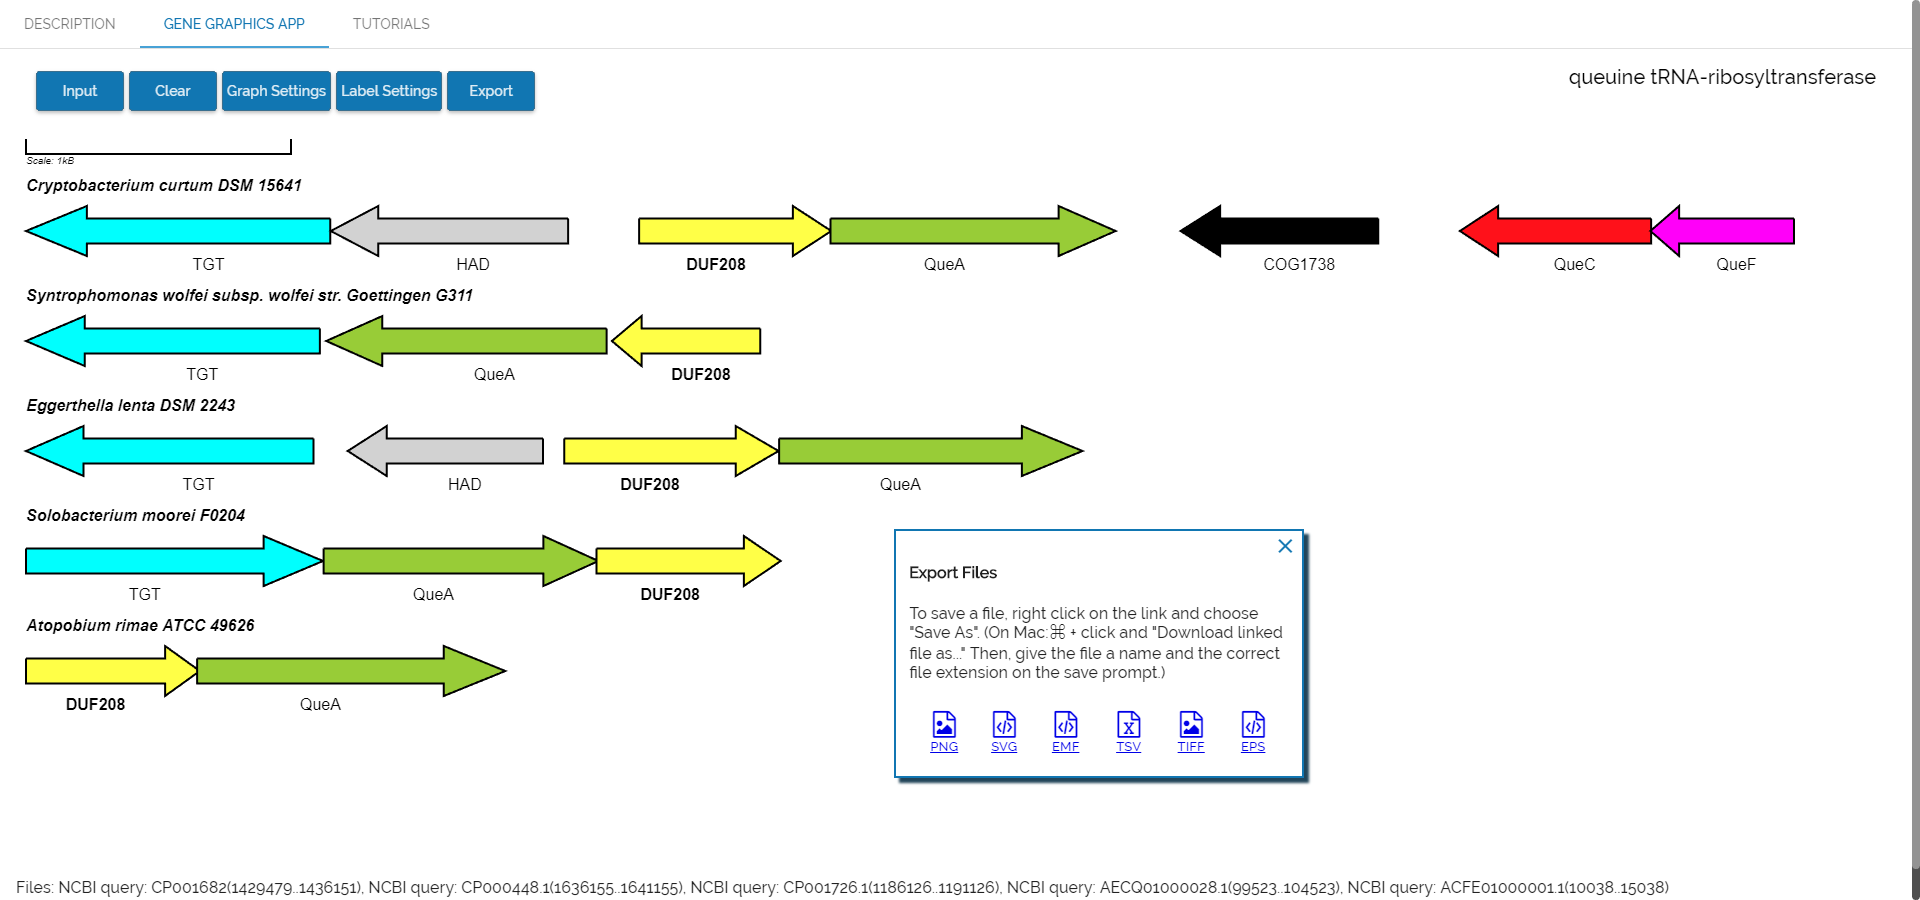 DESCRIPTION GENE GRAPHICS APP TUTORIALS
Input Clear Graph Settings Label Settings Export
queuine tRNA-ribosyltransferase
Scale: 1kB
Cryptobacterium curtum DSM 15641
TGT HAD DUF208 QueA COG1738 QueC QueF
Syntrophomonas wolfei subsp. wolfei str. Goettingen G311
TGT QueA DUF208
Eggerthella lenta DSM 2243
TGT HAD DUF208 QueA
Solobacterium moorei F0204
TGT QueA DUF208
Atopobium rimae ATCC 49626
DUF208 QueA
Export Files
To save a file, right click on the link and choose
"Save As". (On Mac:⌘ + click and "Download linked
file as..." Then, give the file a name and the correct
file extension on the save prompt.)
PNG SVG EMF TSV TIFF EPS
Files: NCBI query: CP001682(1429479..1436151), NCBI query: CP000448.1(1636155..1641155), NCBI query: CP001726.1(1186126..1191126), NCBI query: AECQ01000028.1(99523..104523), NCBI query: ACFE01000001.1(10038..15038)